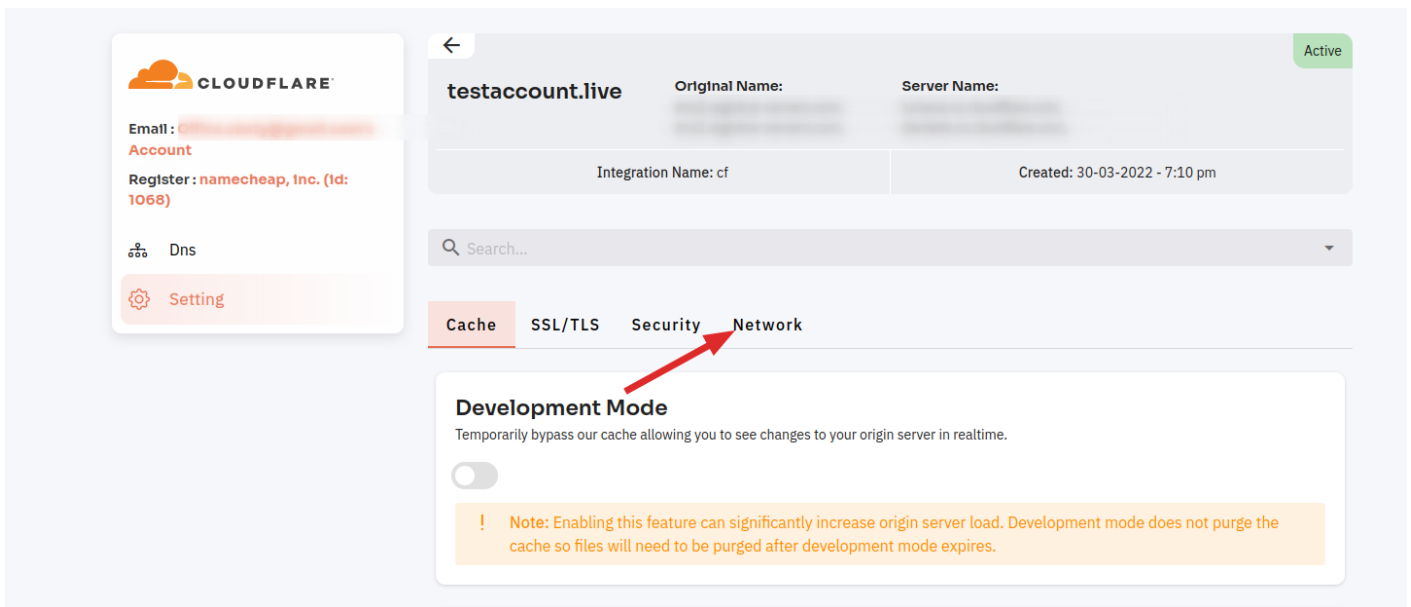 CLOUDFLARE
Email :
Account
Register : namecheap, inc. (id:
1068)
Dns
Setting
Active
testaccount.live
Original Name:
Server Name:
Integration Name: cf
Created: 30-03-2022 - 7:10 pm
Search...
Cache
SSL/TLS
Security
Network
Development Mode
Temporarily bypass our cache allowing you to see changes to your origin server in realtime.
! Note: Enabling this feature can significantly increase origin server load. Development mode does not purge the
cache so files will need to be purged after development mode expires.